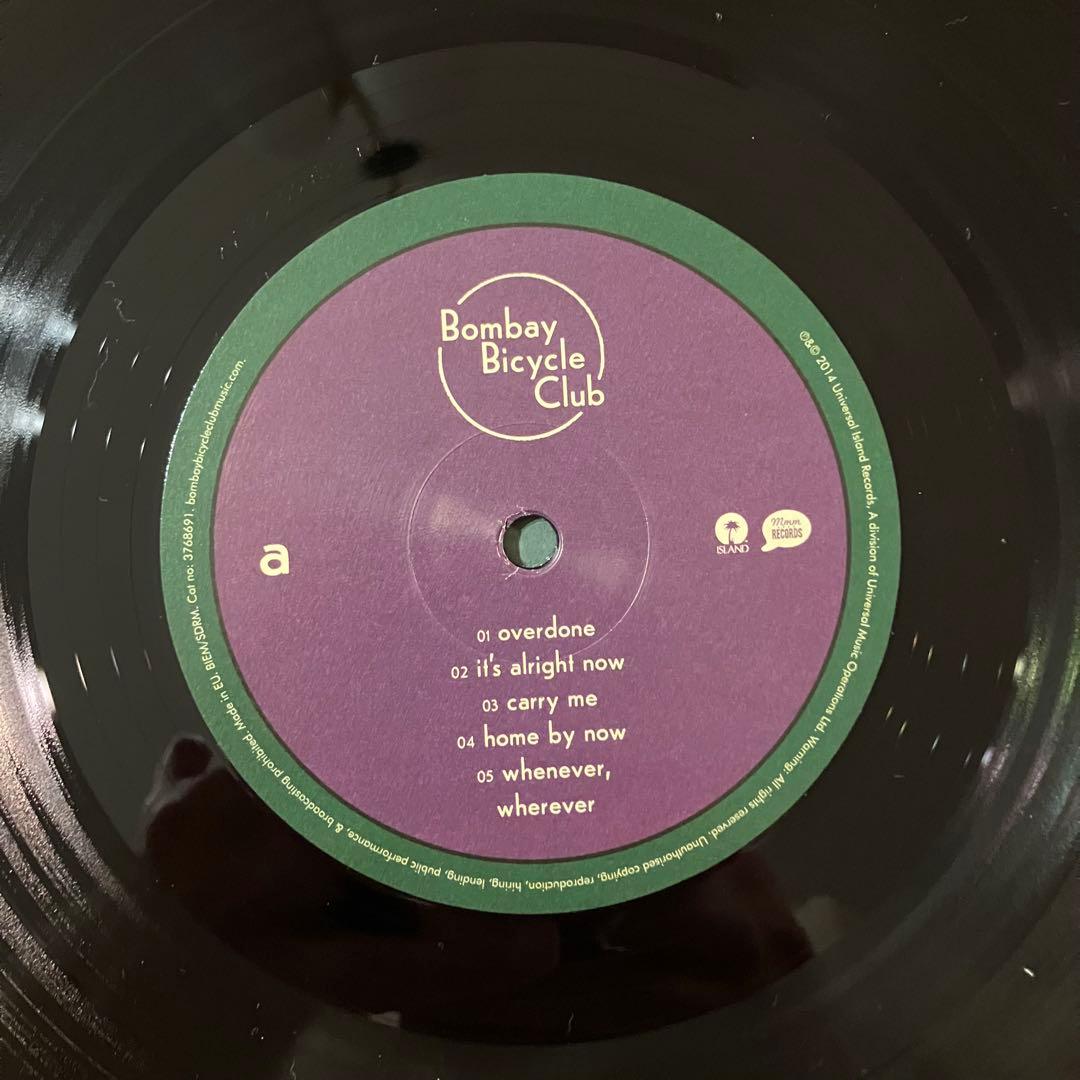 Bombay
Bicycle
Club
a
ISLAND
Mmm
RECORDS
01 overdone
02 it's alright now
03 carry me
04 home by now
05 whenever,
wherever
℗&© 2014 Universal Island Records, A division of Universal Music Operations Ltd. Warning: All rights reserved. Unauthorised copying, reproduction, hiring, lending, public performance, & broadcasting prohibited. Made in EU. BIEM/SDRM. Cat no: 3768691. bombaybicycleclubmusic.com.